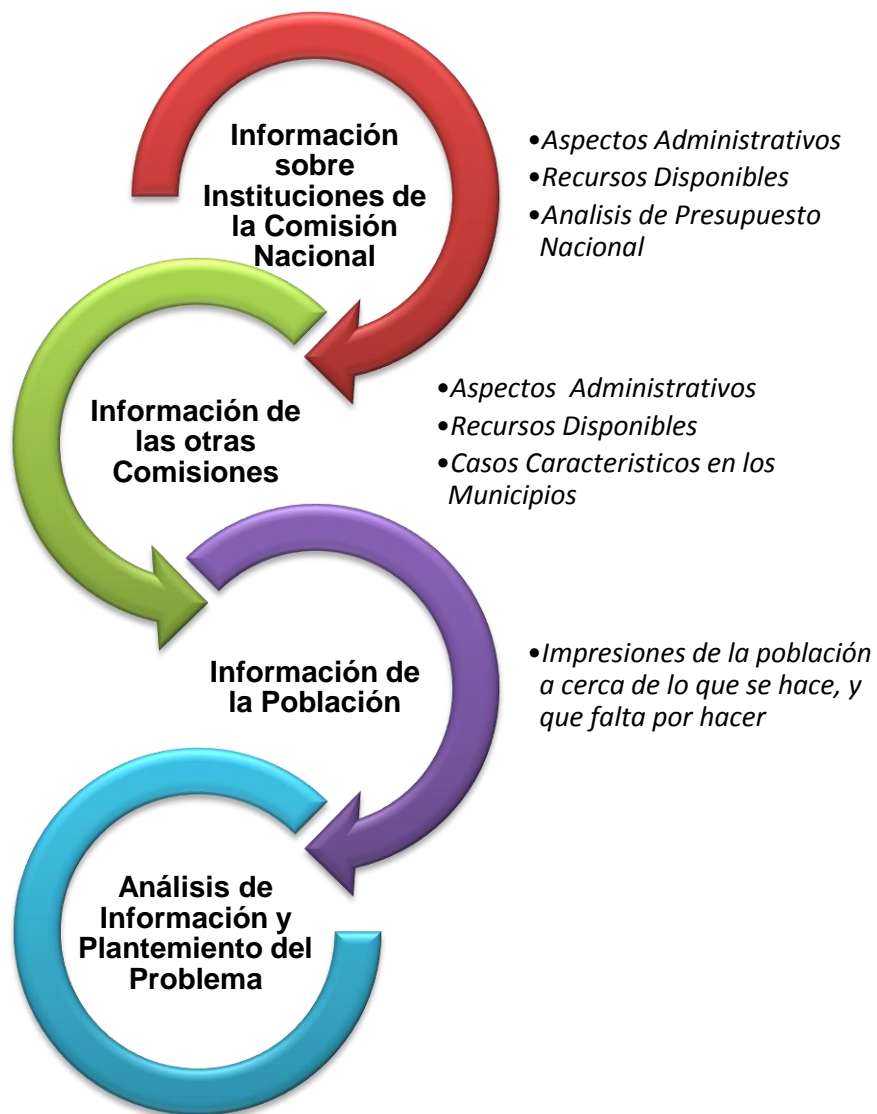 Información
sobre
Instituciones de
la Comisión
Nacional
•Aspectos Administrativos
•Recursos Disponibles
•Analisis de Presupuesto
Nacional
Información de
las otras
Comisiones
•Aspectos  Administrativos
•Recursos Disponibles
•Casos Caracteristicos en los
Municipios
Información de
la Población
•Impresiones de la población
a cerca de lo que se hace, y
que falta por hacer
Análisis de
Información y
Plantemiento del
Problema